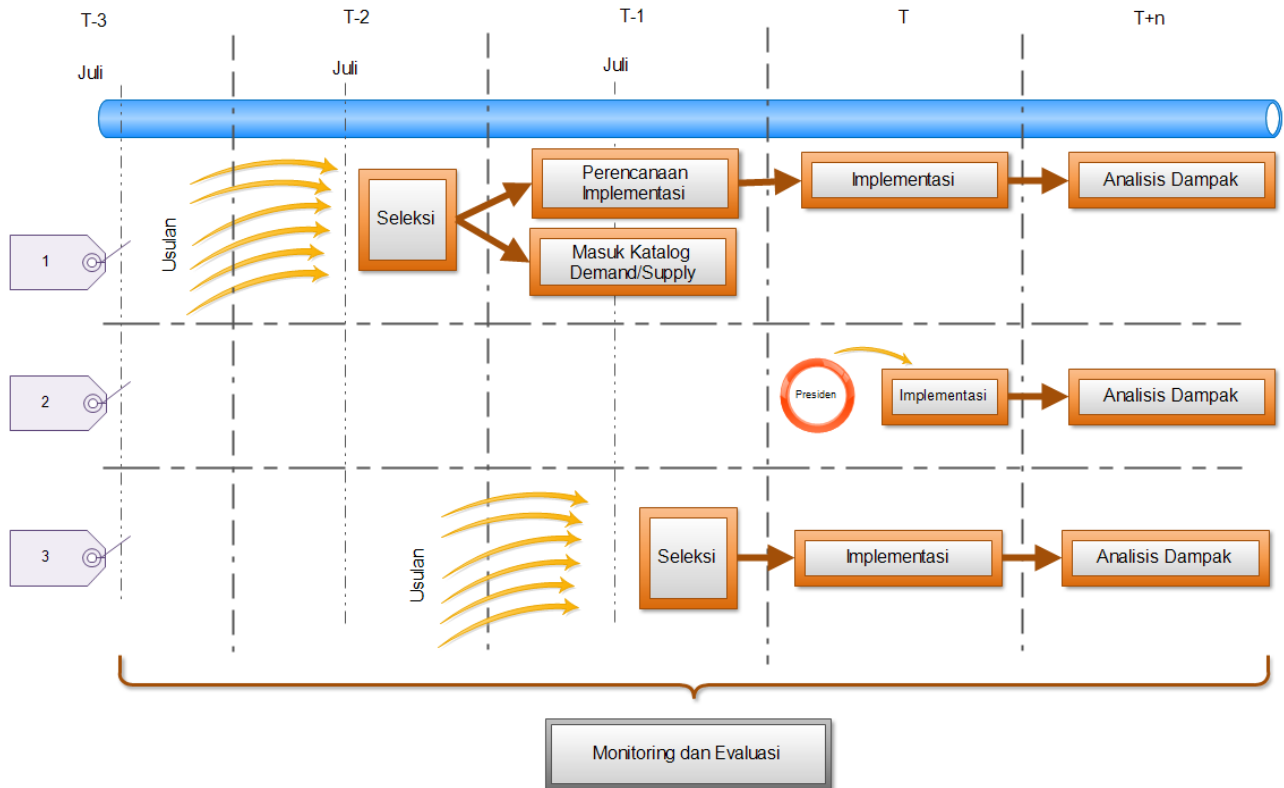 T-3
T-2
T-1
T
T+n
Juli
Juli
Juli
1
Usulan
Seleksi
Perencanaan
Implementasi
Masuk Katalog
Demand/Supply
Implementasi
Analisis Dampak
2
Presiden
Implementasi
Analisis Dampak
3
Usulan
Seleksi
Implementasi
Analisis Dampak
Monitoring dan Evaluasi